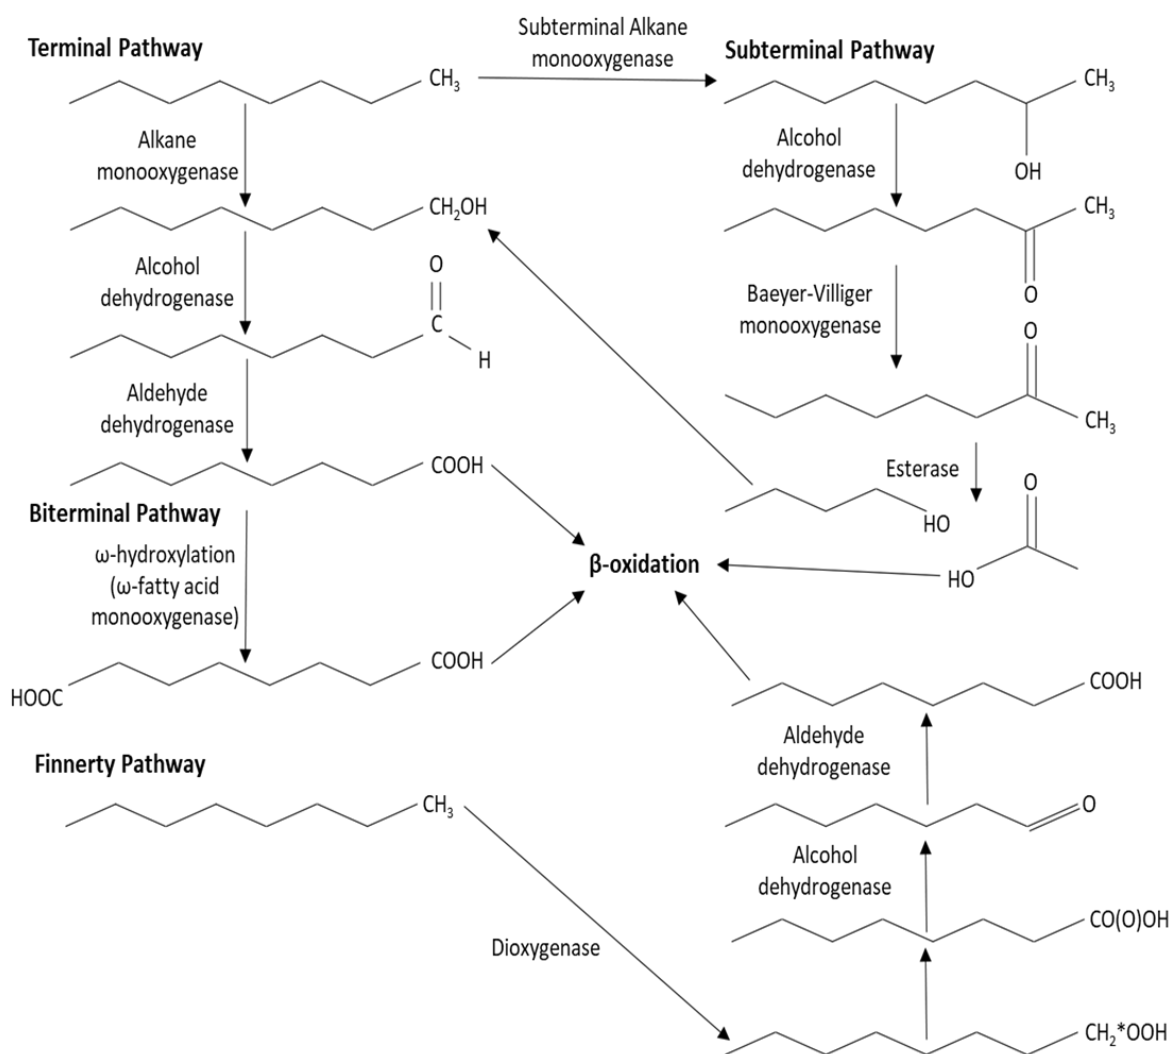 Terminal Pathway
CH3
Alkane
monooxygenase
CH2OH
Alcohol
dehydrogenase
O
C
H
Aldehyde
dehydrogenase
COOH
Biterminal Pathway
ω-hydroxylation
(ω-fatty acid
monooxygenase)
COOH
HOOC
Subterminal Alkane
monooxygenase
Subterminal Pathway
CH3
OH
Alcohol
dehydrogenase
CH3
O
Baeyer-Villiger
monooxygenase
O
CH3
Esterase
HO
O
HO
β-oxidation
Finnerty Pathway
CH3
Dioxygenase
CH2*OOH
CO(O)OH
Alcohol
dehydrogenase
O
Aldehyde
dehydrogenase
COOH